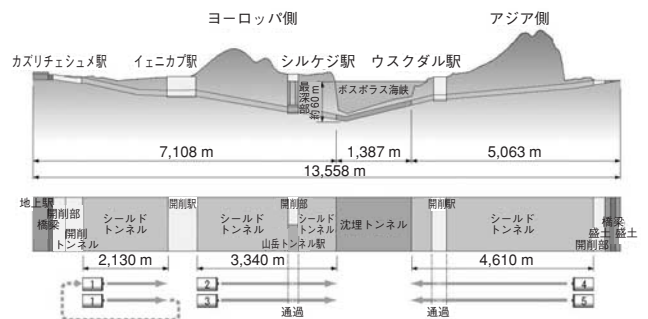 ヨーロッパ側
アジア側
カズリチェシュメ駅
イェニカプ駅
シルケジ駅
ウスクダル駅
最深部
約60m
ボスポラス海峡
7,108 m
1,387 m
5,063 m
13,558 m
地上駅
橋梁
開削部
開削
トンネル
シールド
トンネル
開削駅
シールド
トンネル
開削部
山岳トンネル駅
シールド
トンネル
沈埋トンネル
開削駅
シールド
トンネル
開削部
盛土
橋梁
盛土
2,130 m
3,340 m
4,610 m
1
2
4
1
3
5
通過
通過